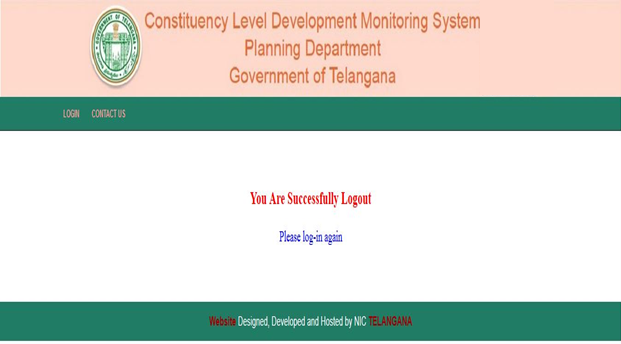 Constituency Level Development Monitoring System
Planning Department
Government of Telangana
LOGIN CONTACT US
You Are Successfully Logout
Please log-in again
Website Designed, Developed and Hosted by NIC TELANGANA